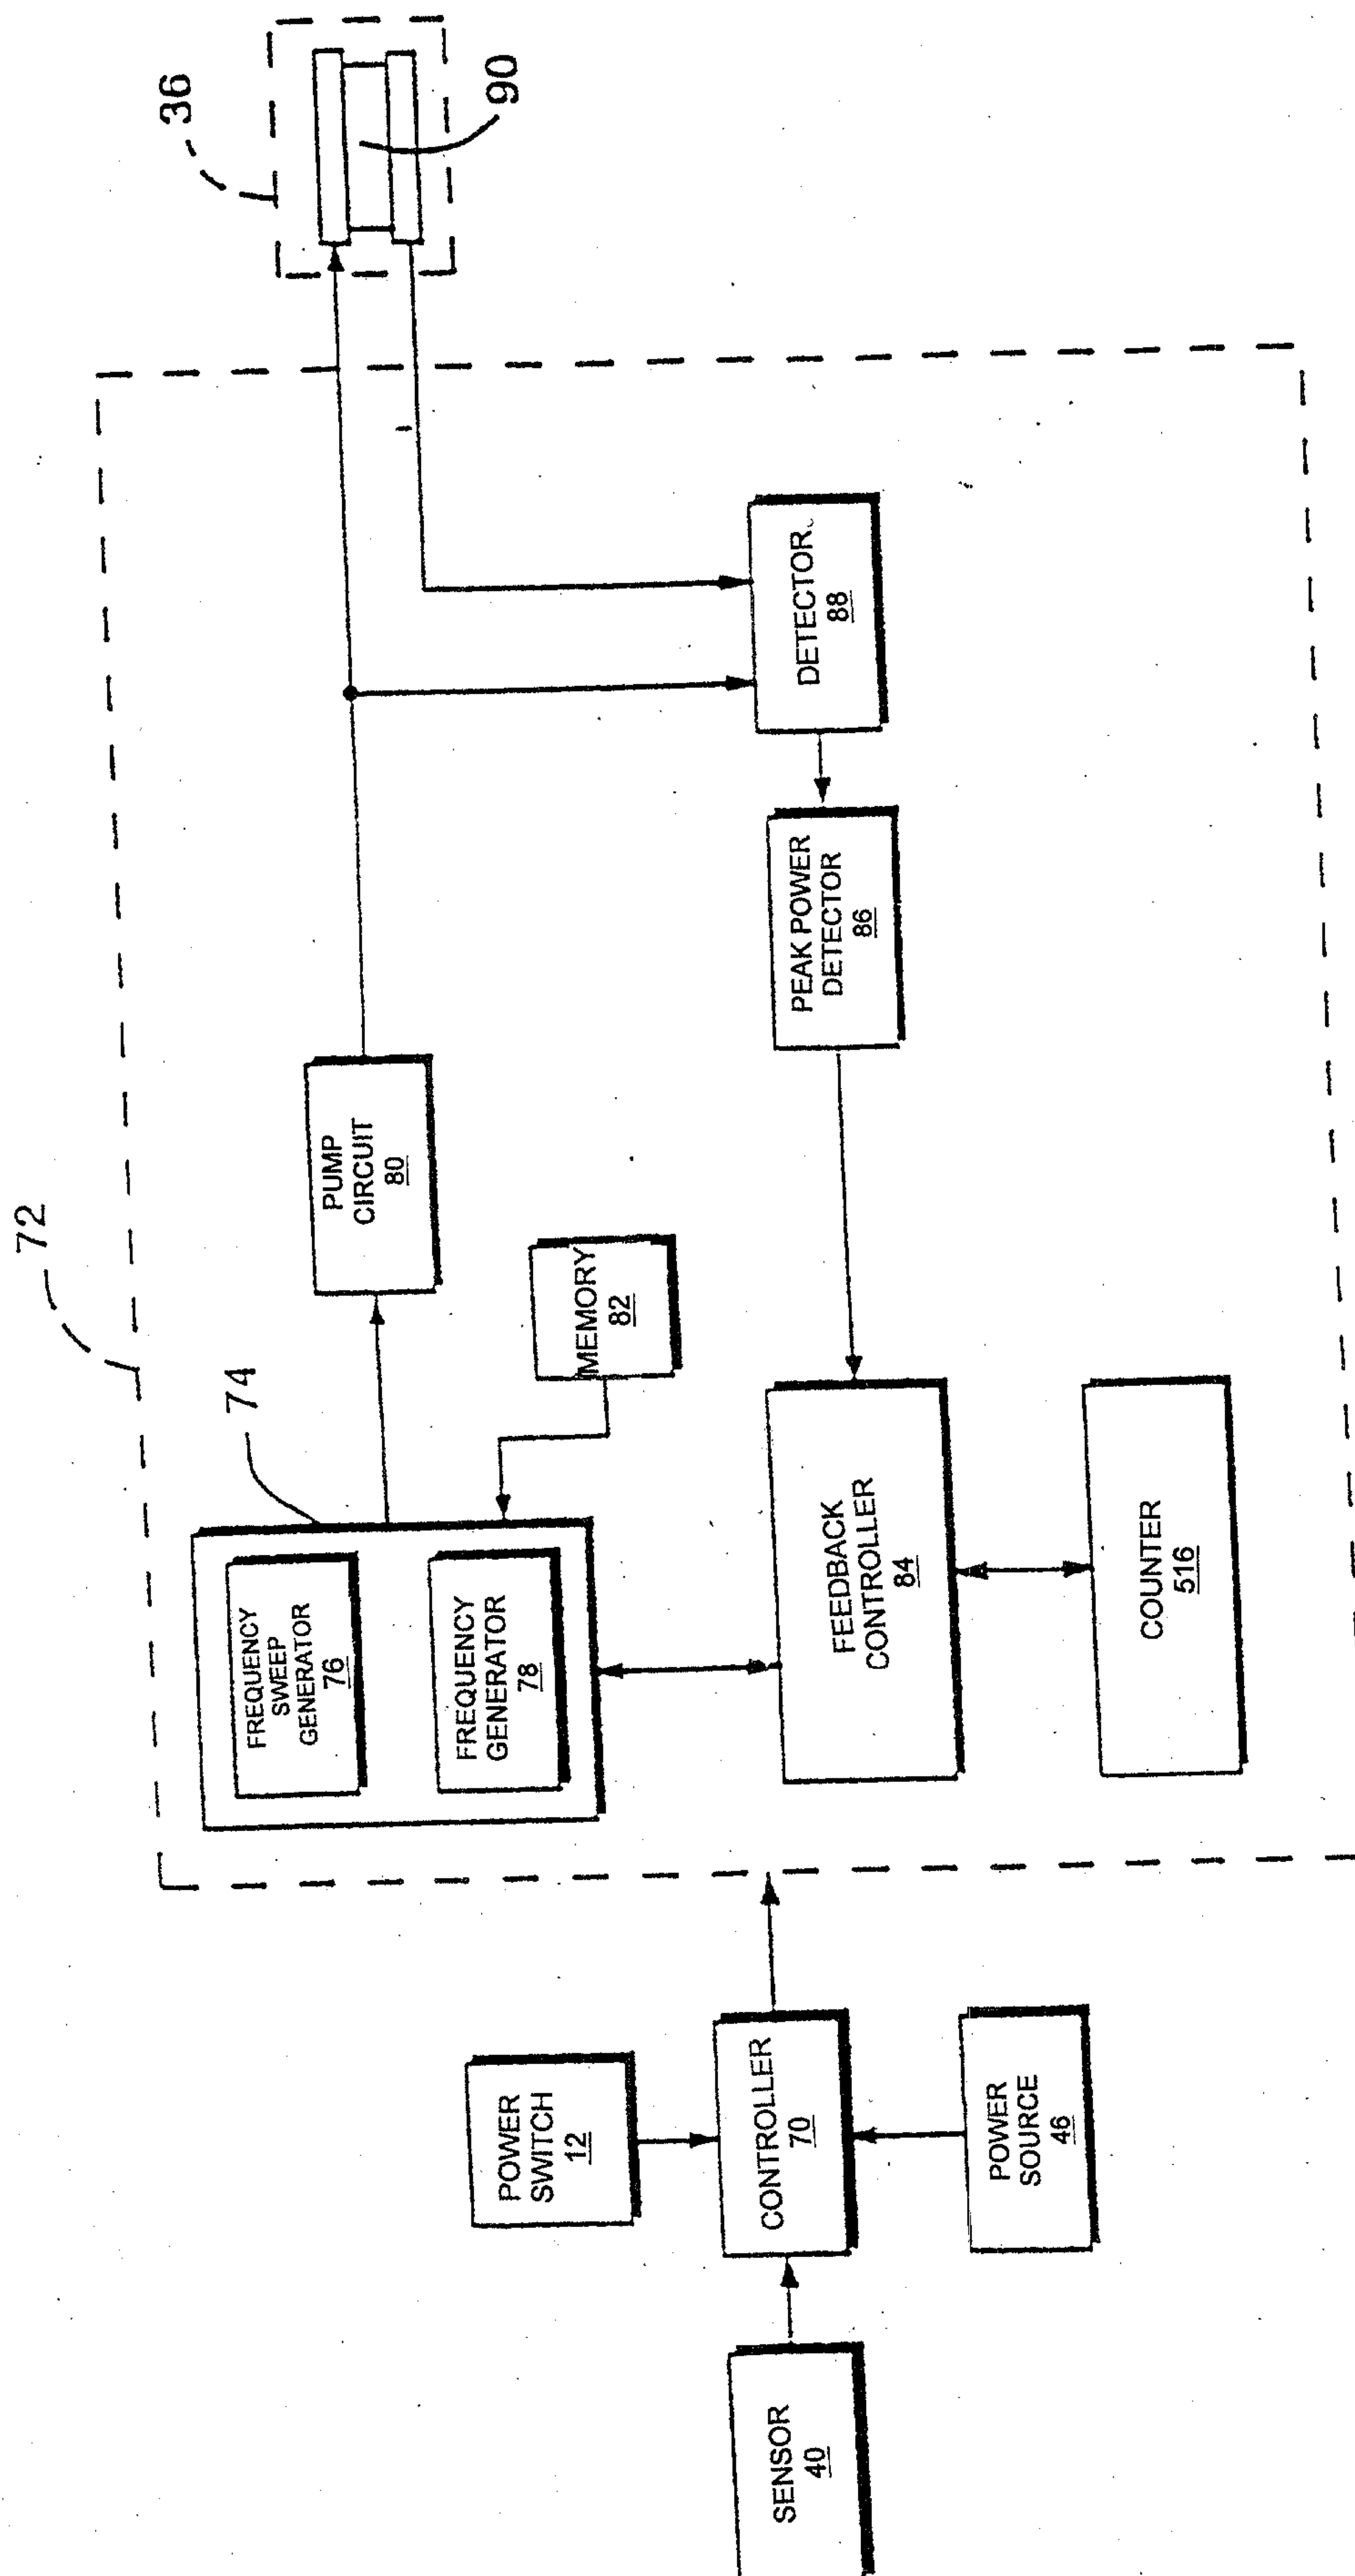 36
90
72
74
FREQUENCY
SWEEP
GENERATOR
76
FREQUENCY
GENERATOR
78
PUMP
CIRCUIT
80
MEMORY
82
DETECTOR
88
PEAK POWER
DETECTOR
86
FEEDBACK
CONTROLLER
84
COUNTER
516
POWER
SWITCH
12
CONTROLLER
70
POWER
SOURCE
46
SENSOR
40